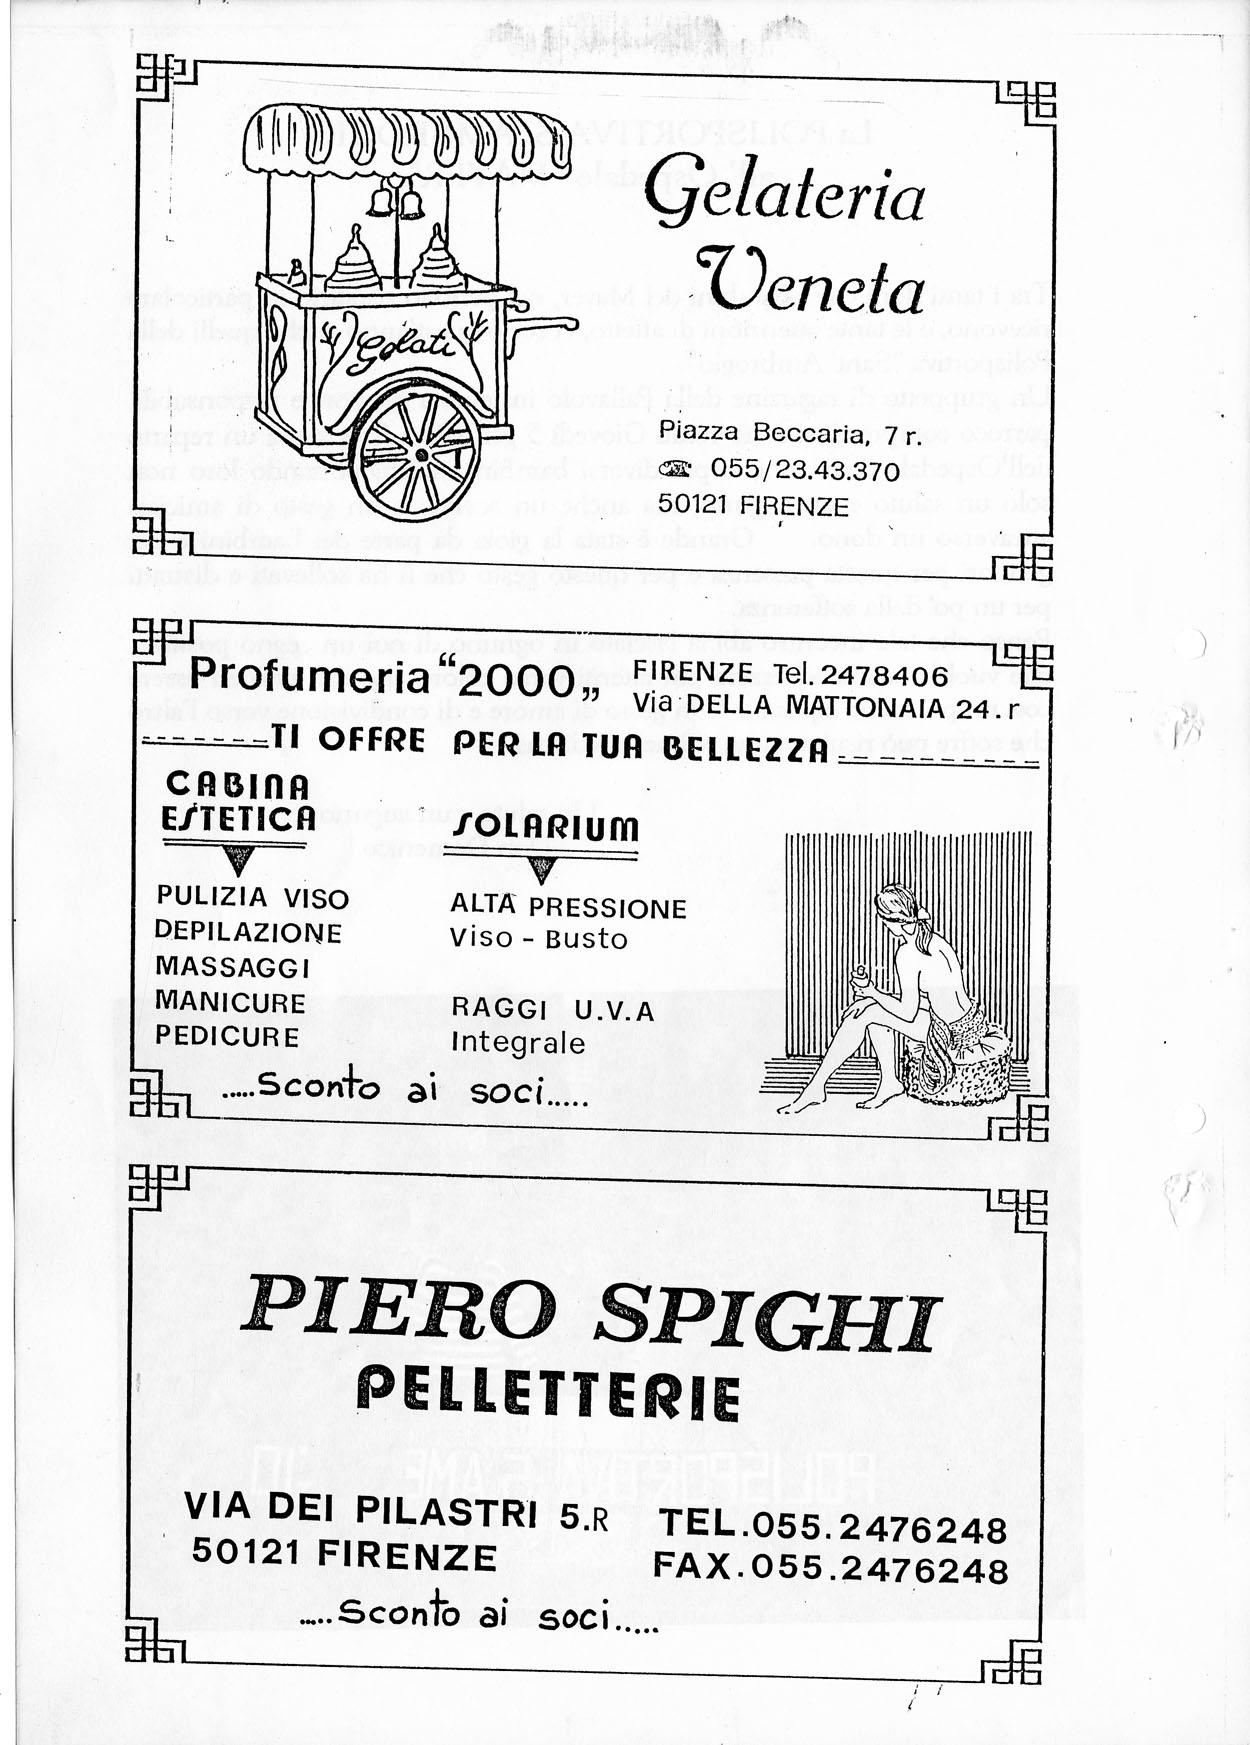 Gelateria
Veneta
Gelati
Piazza Beccaria, 7 r.
☎ 055/23.43.370
50121 FIRENZE
Profumeria “2000„
FIRENZE Tel. 2478406
Via DELLA MATTONAIA 24. r
TI OFFRE PER LA TUA BELLEZZA
CABINA
ESTETICA
PULIZIA VISO
DEPILAZIONE
MASSAGGI
MANICURE
PEDICURE
SOLARIUM
ALTA PRESSIONE
Viso - Busto
RAGGI U.V.A
Integrale
.....Sconto ai soci.....
PIERO SPIGHI
PELLETTERIE
VIA DEI PILASTRI 5.R
50121 FIRENZE
TEL.055.2476248
FAX.055.2476248
.....Sconto ai soci.....